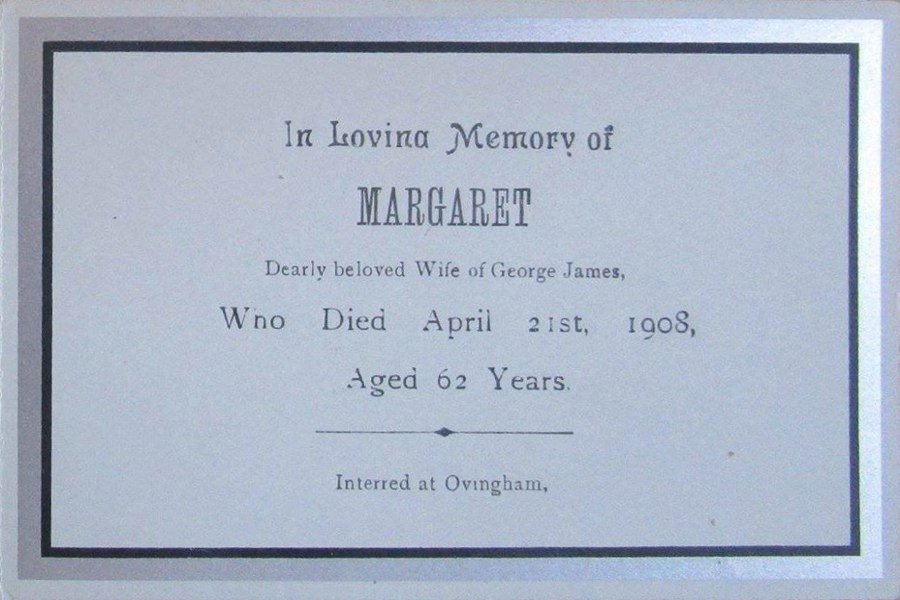 In Loving Memory of
MARGARET
Dearly beloved Wife of George James,
Who Died April 21st, 1908,
Aged 62 Years.
Interred at Ovingham,